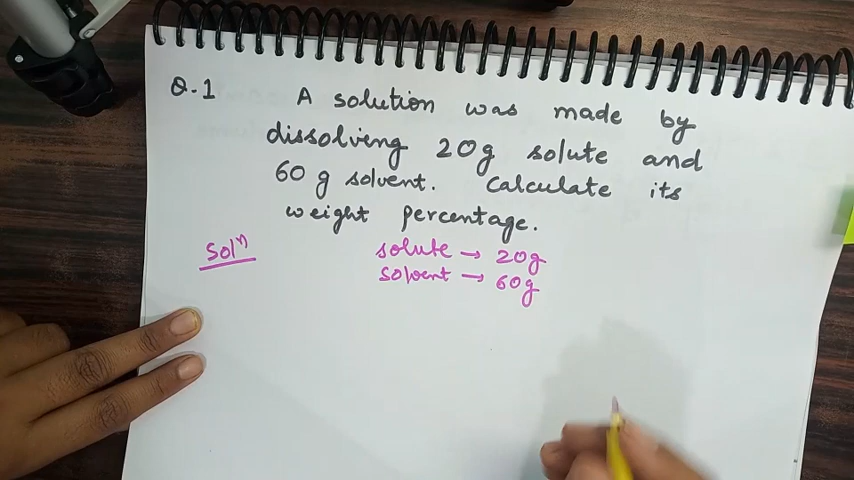 Q.1 A solution was made by
dissolving 20g solute and
60 g solvent. Calculate its
weight percentage.
Solⁿ solute → 20g
solvent → 60g